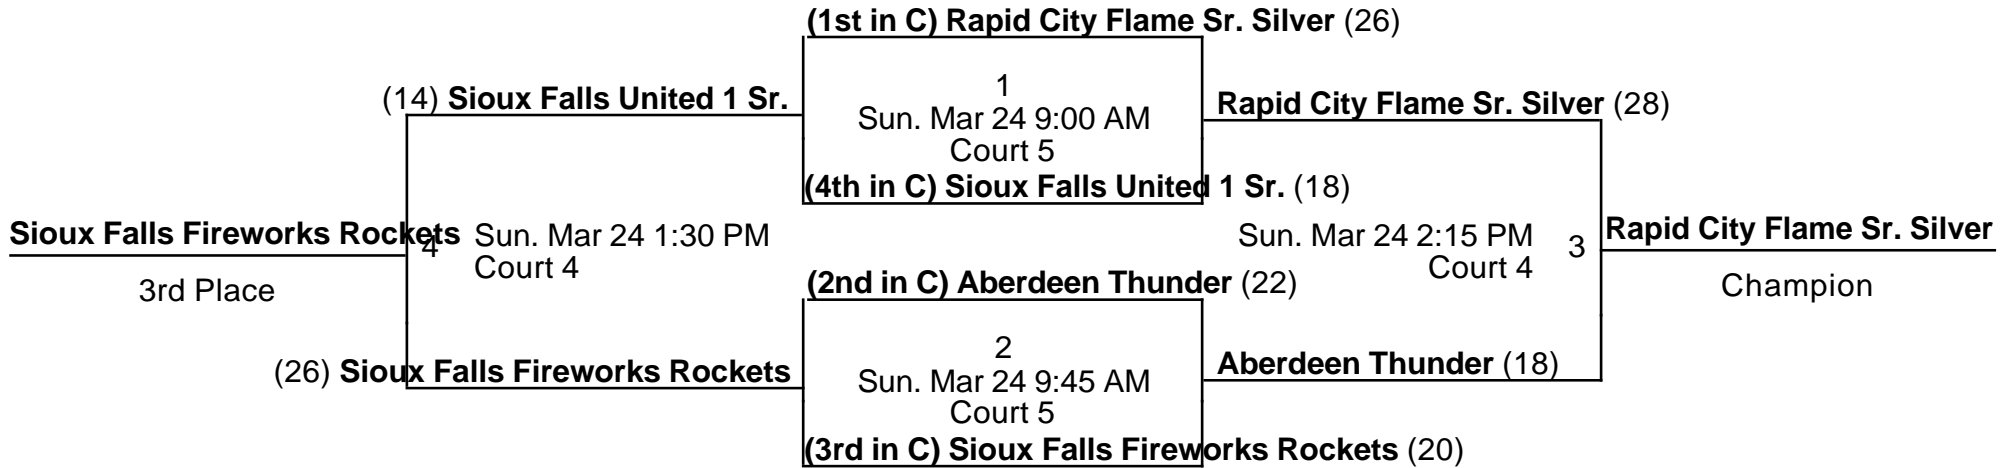 (1st in C) Rapid City Flame Sr. Silver (26)
(14) Sioux Falls United 1 Sr.
1
Sun. Mar 24 9:00 AM
Court 5
Rapid City Flame Sr. Silver (28)
(4th in C) Sioux Falls United 1 Sr. (18)
Sioux Falls Fireworks Rockets
4
Sun. Mar 24 1:30 PM
Court 4
3rd Place
Sun. Mar 24 2:15 PM
Court 4
3
Rapid City Flame Sr. Silver
Champion
(2nd in C) Aberdeen Thunder (22)
(26) Sioux Falls Fireworks Rockets
2
Sun. Mar 24 9:45 AM
Court 5
Aberdeen Thunder (18)
(3rd in C) Sioux Falls Fireworks Rockets (20)